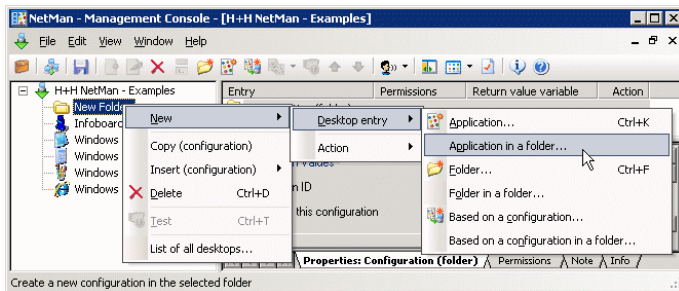 NetMan - Management Console - [H+H NetMan - Examples]
File Edit View Window Help
H+H NetMan - Examples
New Folde
Infoboard
Windows
Windows
Windows
Windows
Entry Permissions Return value variable Action
(folder)
New
Copy (configuration)
Insert (configuration)
Delete Ctrl+D
Test Ctrl+T
List of all desktops...
Desktop entry
Action
Values
ID
this configuration
Application... Ctrl+K
Application in a folder...
Folder... Ctrl+F
Folder in a folder...
Based on a configuration...
Based on a configuration in a folder...
Properties: Configuration (folder) Permissions Note Info
Create a new configuration in the selected folder